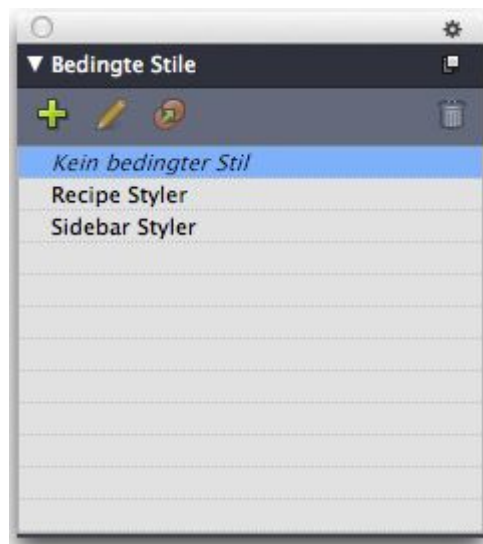 Bedingte Stile
Kein bedingter Stil
Recipe Styler
Sidebar Styler